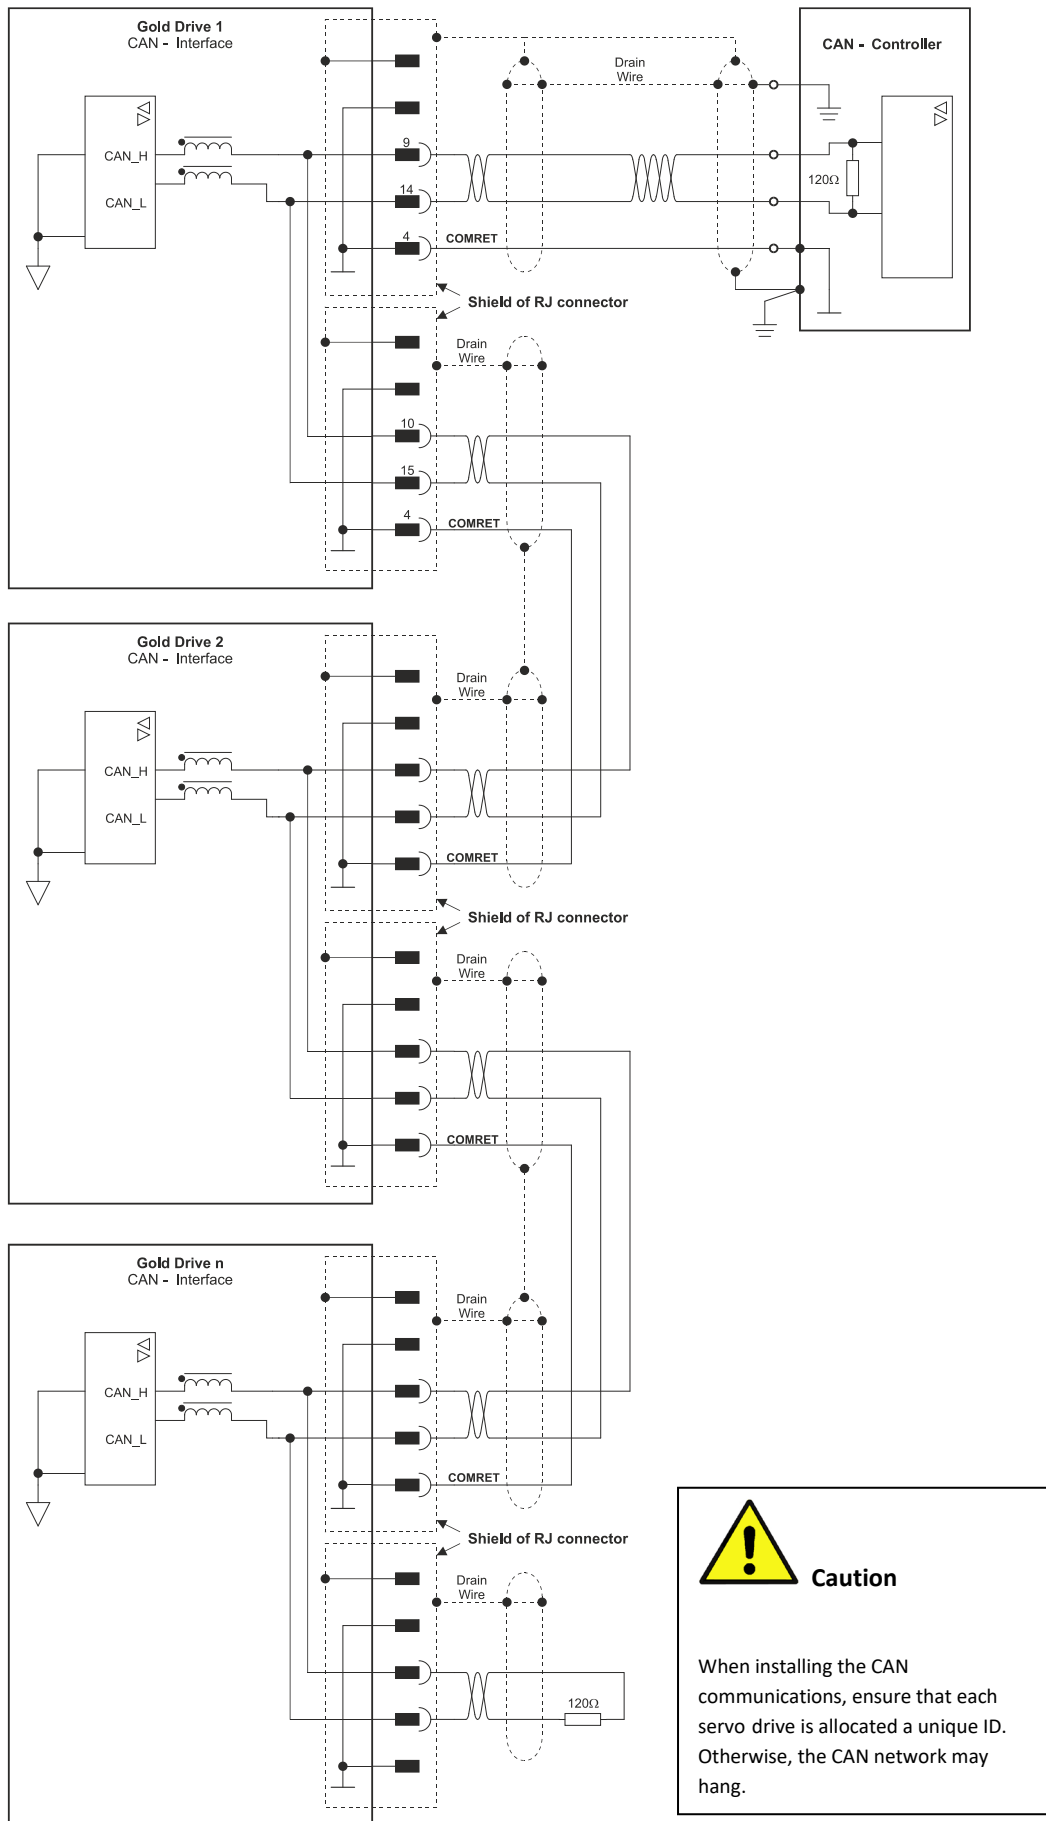 Gold Drive 1
CAN - Interface
CAN - Controller
Drain
Wire
CAN_H
CAN_L
9
14
4
COMRET
120Ω
Shield of RJ connector
Drain
Wire
10
15
4
COMRET
Gold Drive 2
CAN - Interface
Drain
Wire
CAN_H
CAN_L
COMRET
Shield of RJ connector
Drain
Wire
COMRET
Gold Drive n
CAN - Interface
Drain
Wire
CAN_H
CAN_L
COMRET
Shield of RJ connector
Drain
Wire
120Ω
Caution
When installing the CAN
communications, ensure that each
servo drive is allocated a unique ID.
Otherwise, the CAN network may
hang.